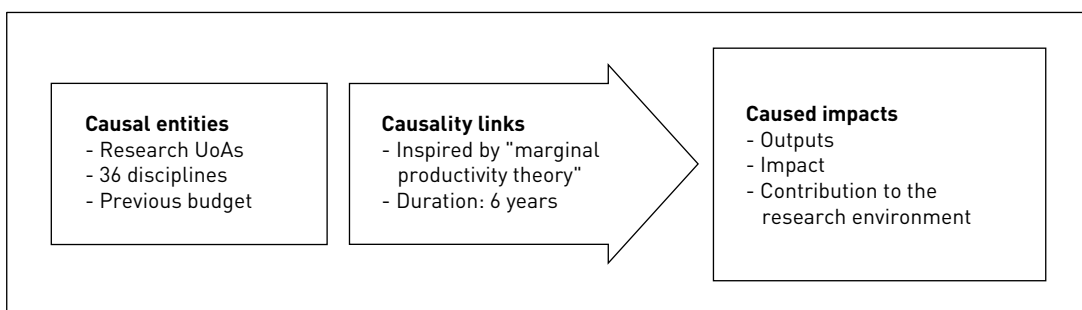 Causal entities
- Research UoAs
- 36 disciplines
- Previous budget
Causality links
- Inspired by "marginal
productivity theory"
- Duration: 6 years
Caused impacts
- Outputs
- Impact
- Contribution to the
research environment